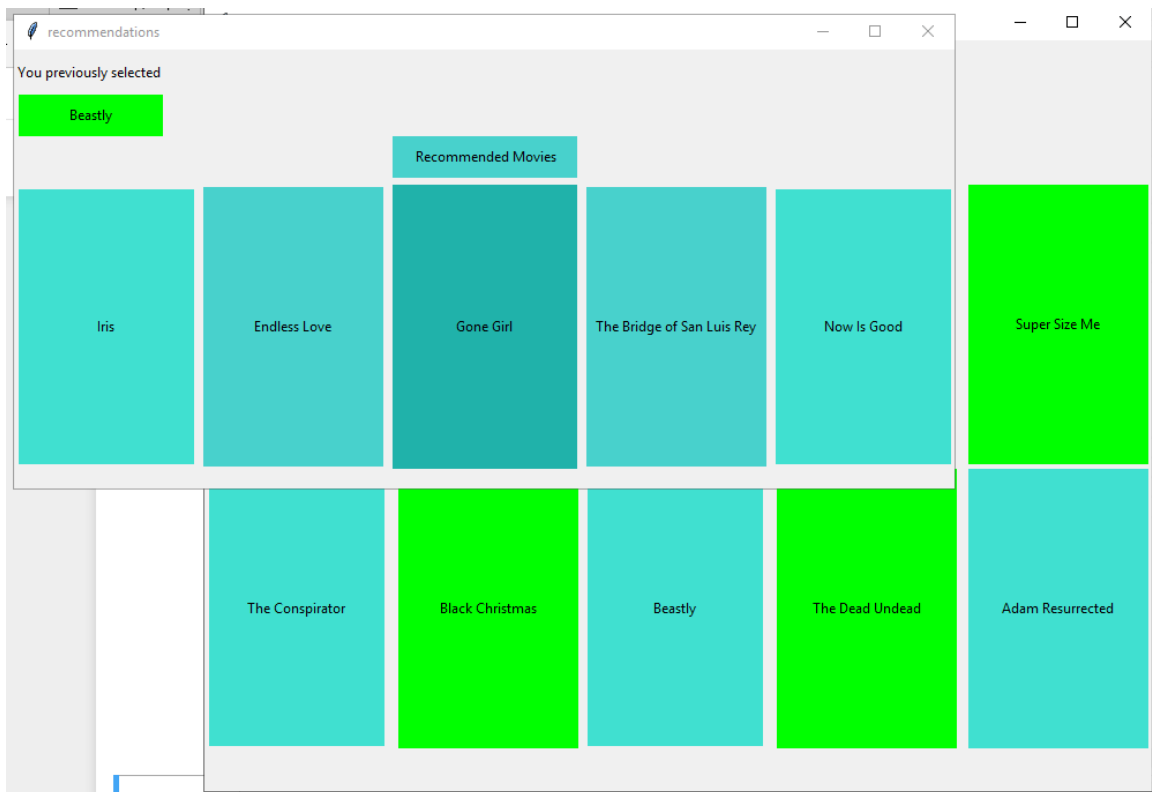 recommendations
You previously selected
Beastly
Recommended Movies
Iris
Endless Love
Gone Girl
The Bridge of San Luis Rey
Now Is Good
Super Size Me
The Conspirator
Black Christmas
Beastly
The Dead Undead
Adam Resurrected